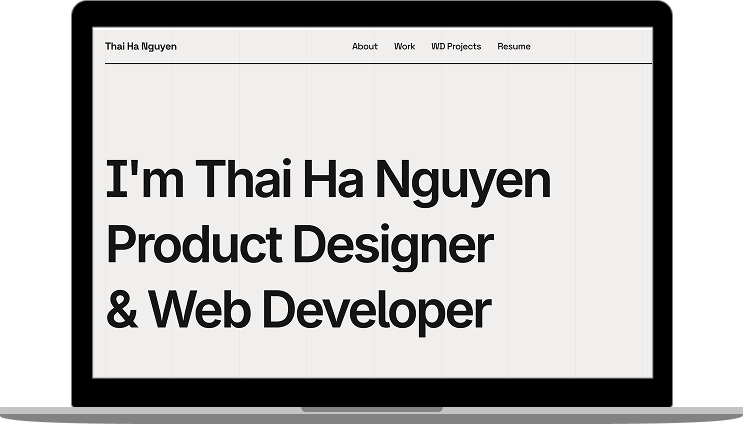 Thai Ha Nguyen About Work WD Projects Resume
I'm Thai Ha Nguyen
Product Designer
& Web Developer